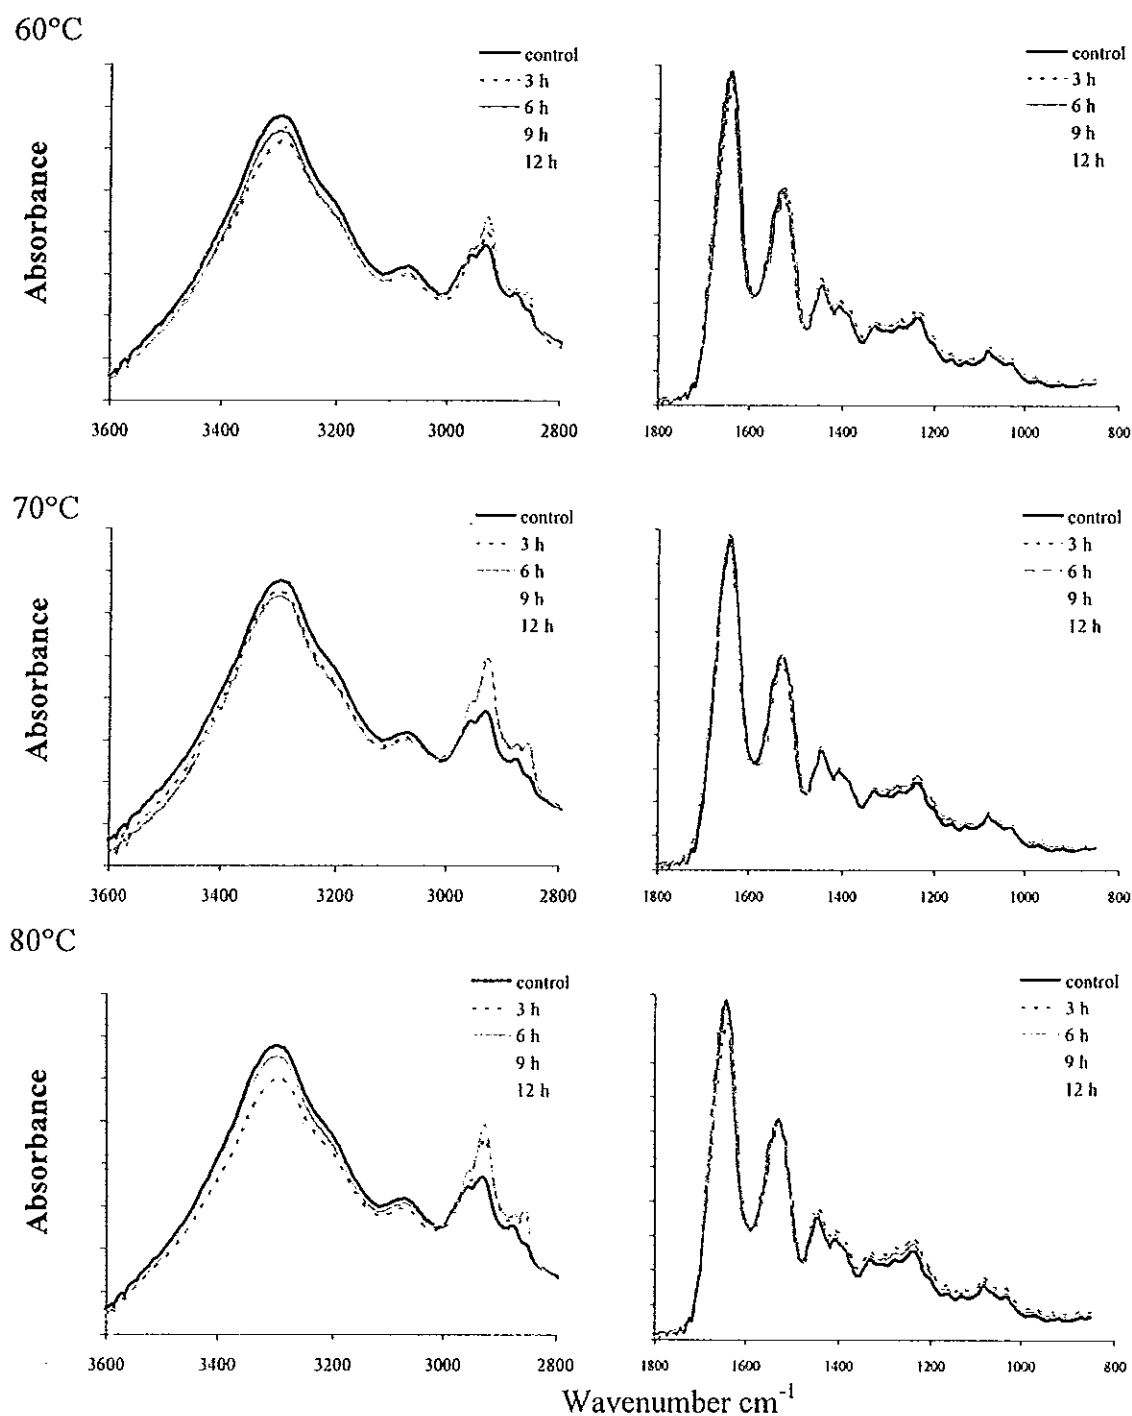 60°C
Absorbance
control
3 h
6 h
9 h
12 h
3600 3400 3200 3000 2800
control
3 h
6 h
9 h
12 h
1800 1600 1400 1200 1000 800
70°C
Absorbance
control
3 h
6 h
9 h
12 h
3600 3400 3200 3000 2800
control
3 h
6 h
9 h
12 h
1800 1600 1400 1200 1000 800
80°C
Absorbance
control
3 h
6 h
9 h
12 h
3600 3400 3200 3000 2800
control
3 h
6 h
9 h
12 h
1800 1600 1400 1200 1000 800
Wavenumber cm⁻¹